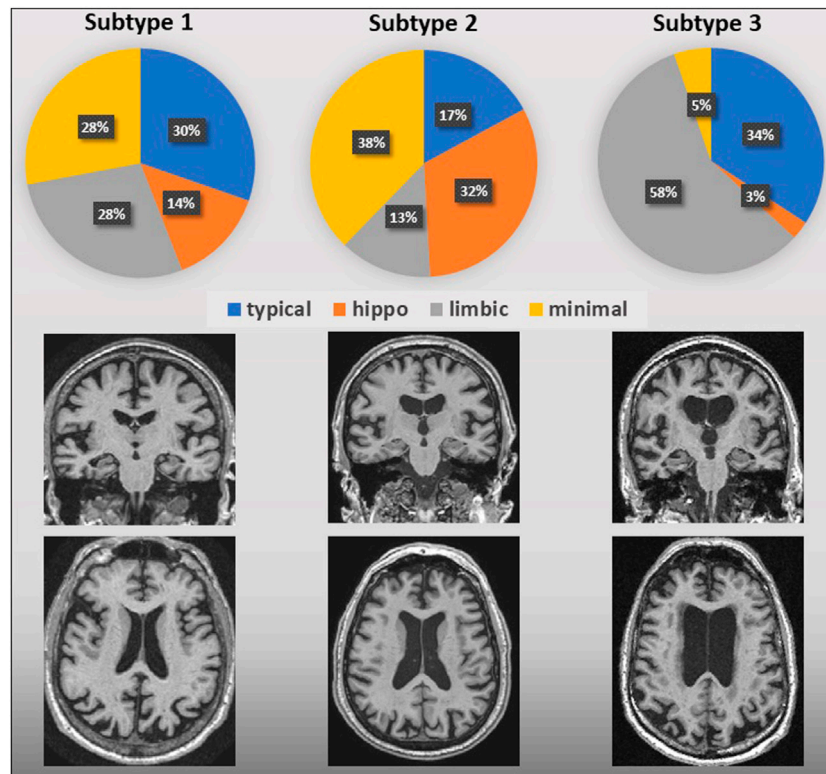 Subtype 1 Subtype 2 Subtype 3
28% 30% 28% 14%
38% 17% 13% 32%
5% 34% 58% 3%
typical hippo limbic minimal